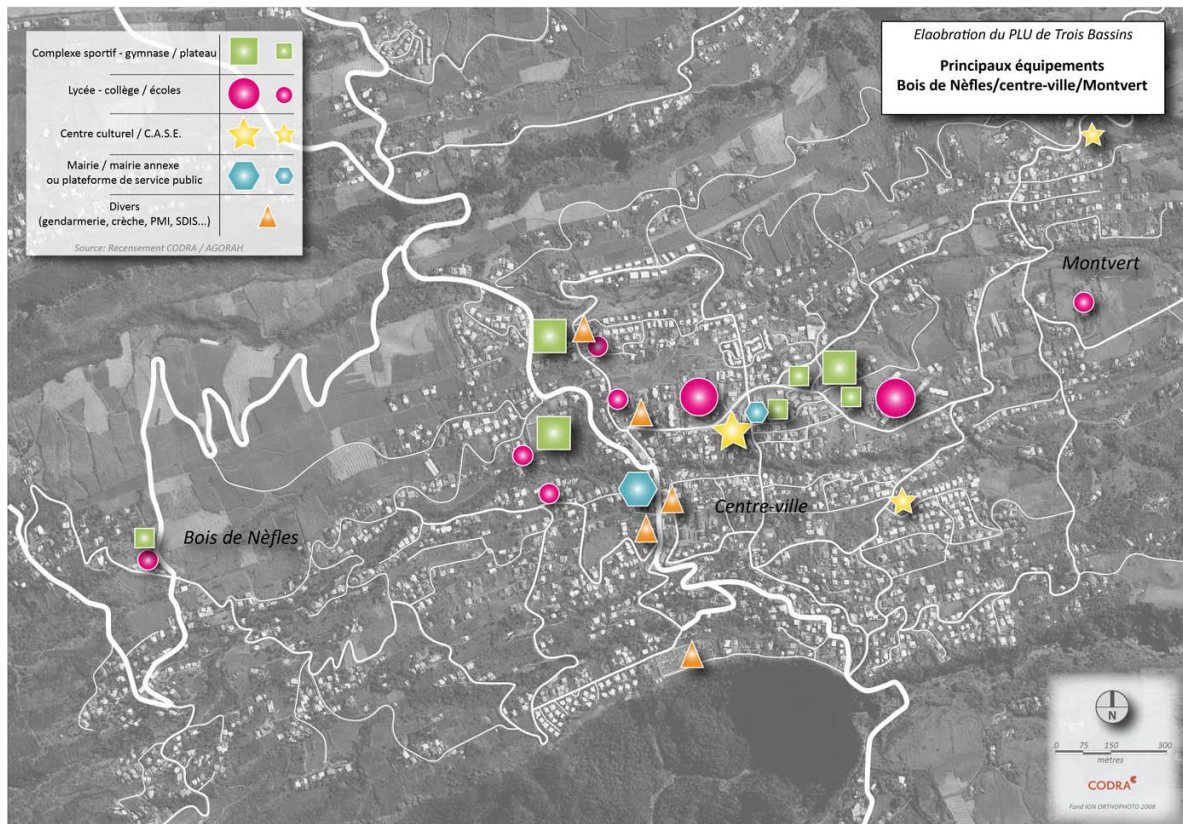 Complexe sportif - gymnase / plateau
Lycée - collège / écoles
Centre culturel / C.A.S.E.
Mairie / mairie annexe
ou plateforme de service public
Divers
(gendarmerie, crèche, PMI, SDIS...)
Source: Recensement CODRA / AGORAH
Elaobration du PLU de Trois Bassins
Principaux équipements
Bois de Nèfles/centre-ville/Montvert
Montvert
Centre-ville
Bois de Nèfles
N
0 75 150 300
mètres
CODRA
Fond IGN ORTHOPHOTO 2008